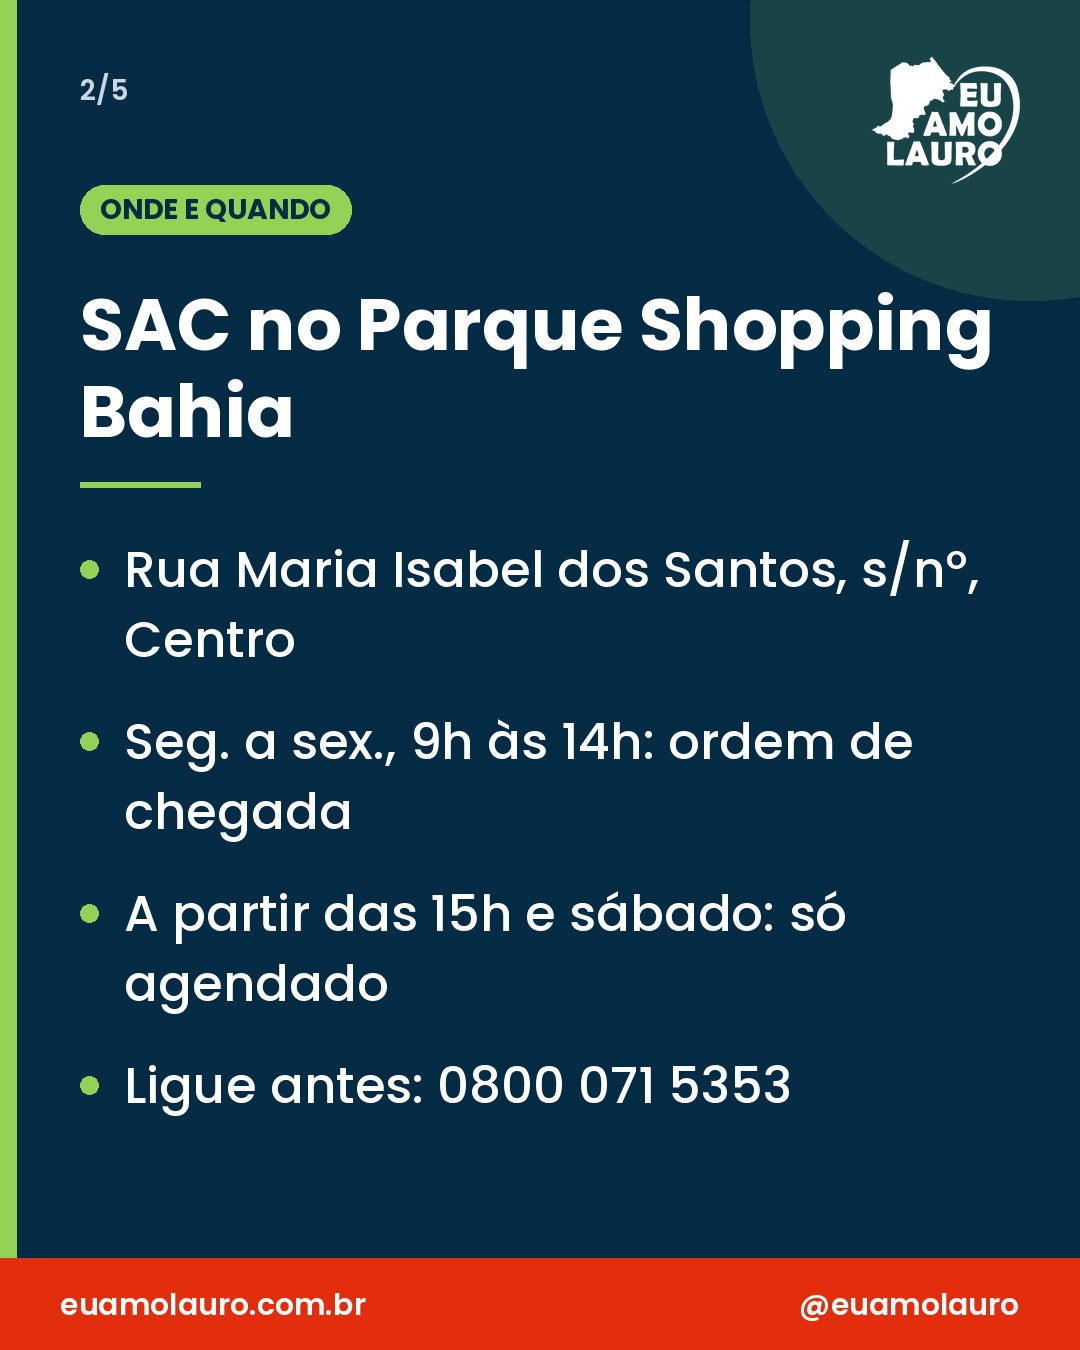 2/5
EU
AMO
LAURO
ONDE E QUANDO
SAC no Parque Shopping
Bahia
Rua Maria Isabel dos Santos, s/nº,
Centro
Seg. a sex., 9h às 14h: ordem de
chegada
A partir das 15h e sábado: só
agendado
Ligue antes: 0800 071 5353
euamolauro.com.br
@euamolauro